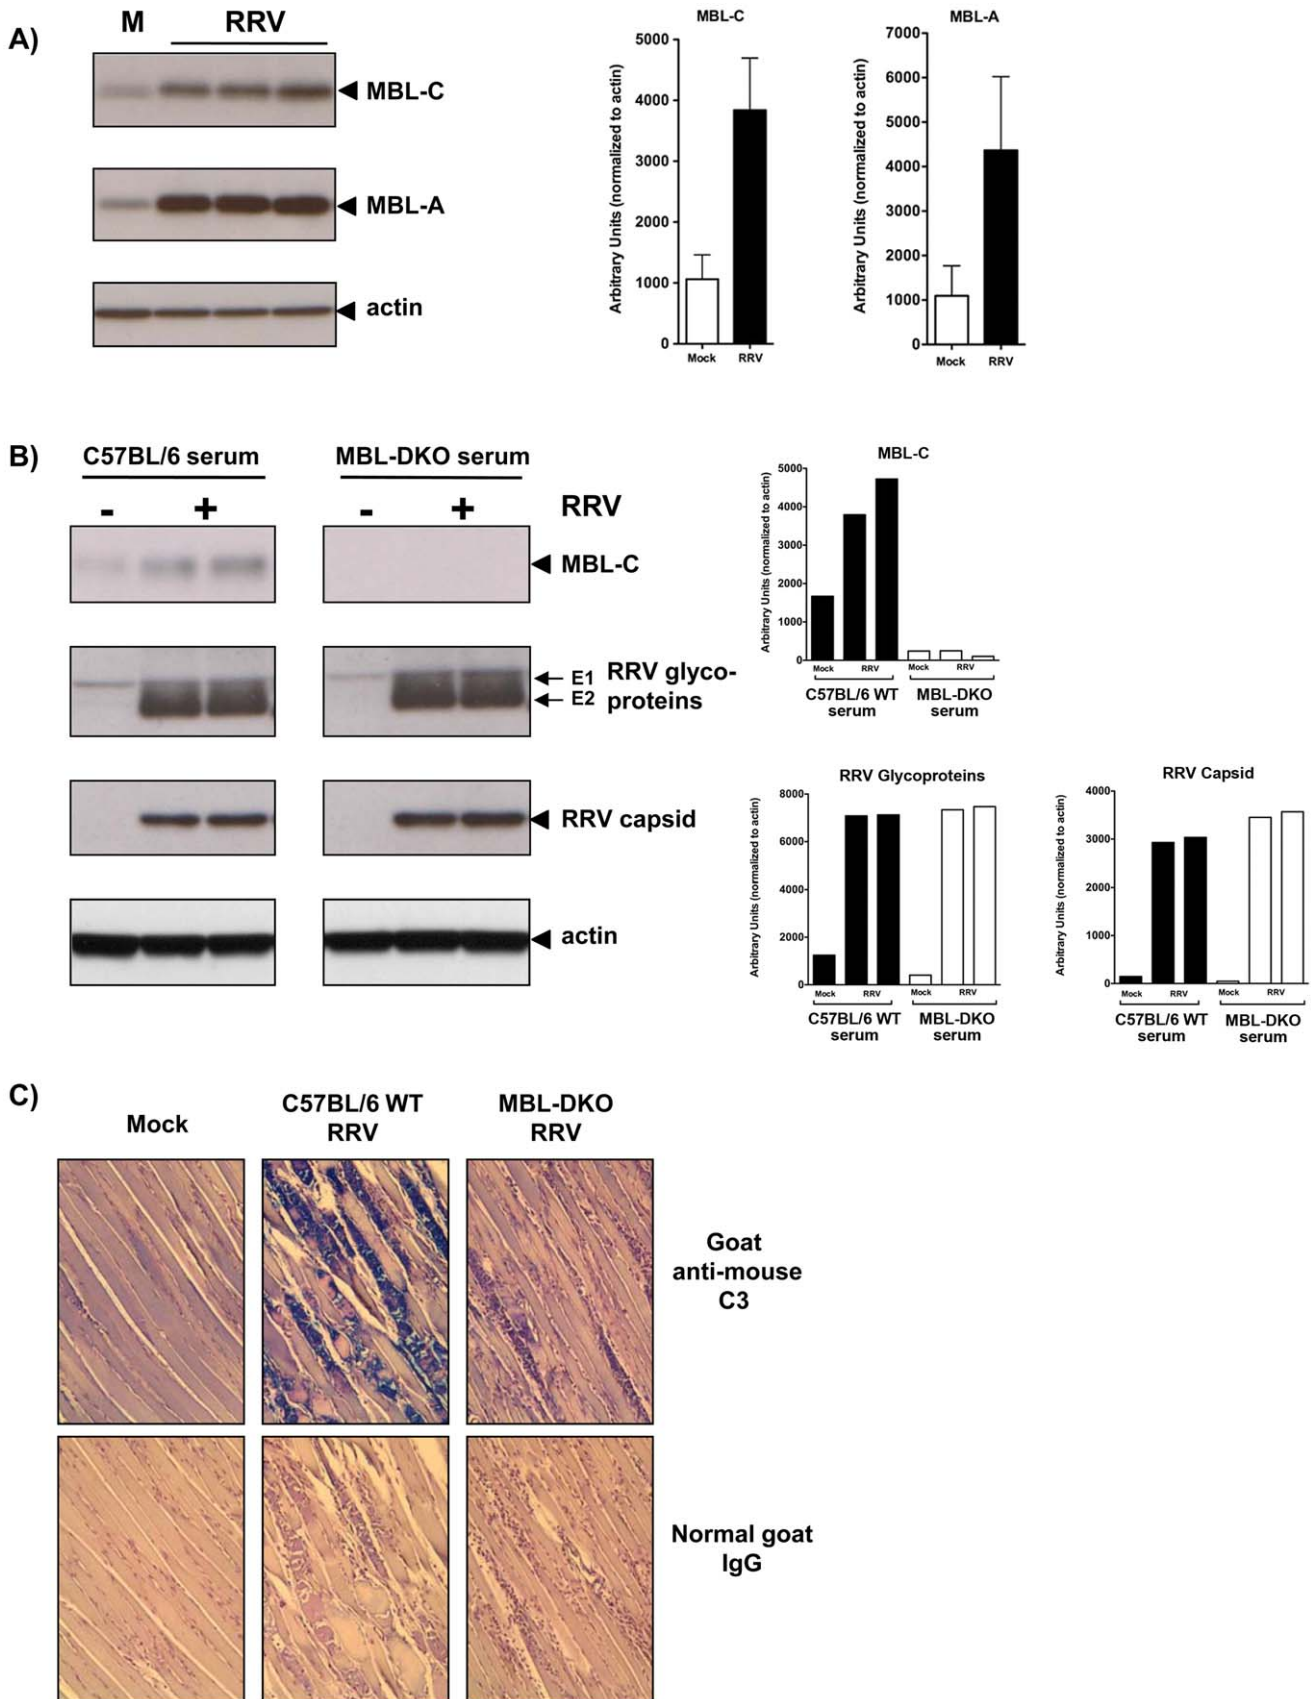 A)
M RRV
MBL-C
MBL-A
actin
MBL-C
Arbitrary Units (normalized to actin)
5000
4000
3000
2000
1000
0
Mock RRV
MBL-A
Arbitrary Units (normalized to actin)
7000
6000
5000
4000
3000
2000
1000
0
Mock RRV
B)
C57BL/6 serum MBL-DKO serum
- + - + RRV
MBL-C
E1 RRV glyco-
E2 proteins
RRV capsid
actin
MBL-C
Arbitrary Units (normalized to actin)
5000
4000
3000
2000
1000
0
Mock RRV Mock RRV
C57BL/6 WT MBL-DKO
serum serum
RRV Glycoproteins
Arbitrary Units (normalized to actin)
8000
6000
4000
2000
0
Mock RRV Mock RRV
C57BL/6 WT MBL-DKO
serum serum
RRV Capsid
Arbitrary Units (normalized to actin)
4000
3000
2000
1000
0
Mock RRV Mock RRV
C57BL/6 WT MBL-DKO
serum serum
C)
Mock
C57BL/6 WT
RRV
MBL-DKO
RRV
Goat
anti-mouse
C3
Normal goat
IgG